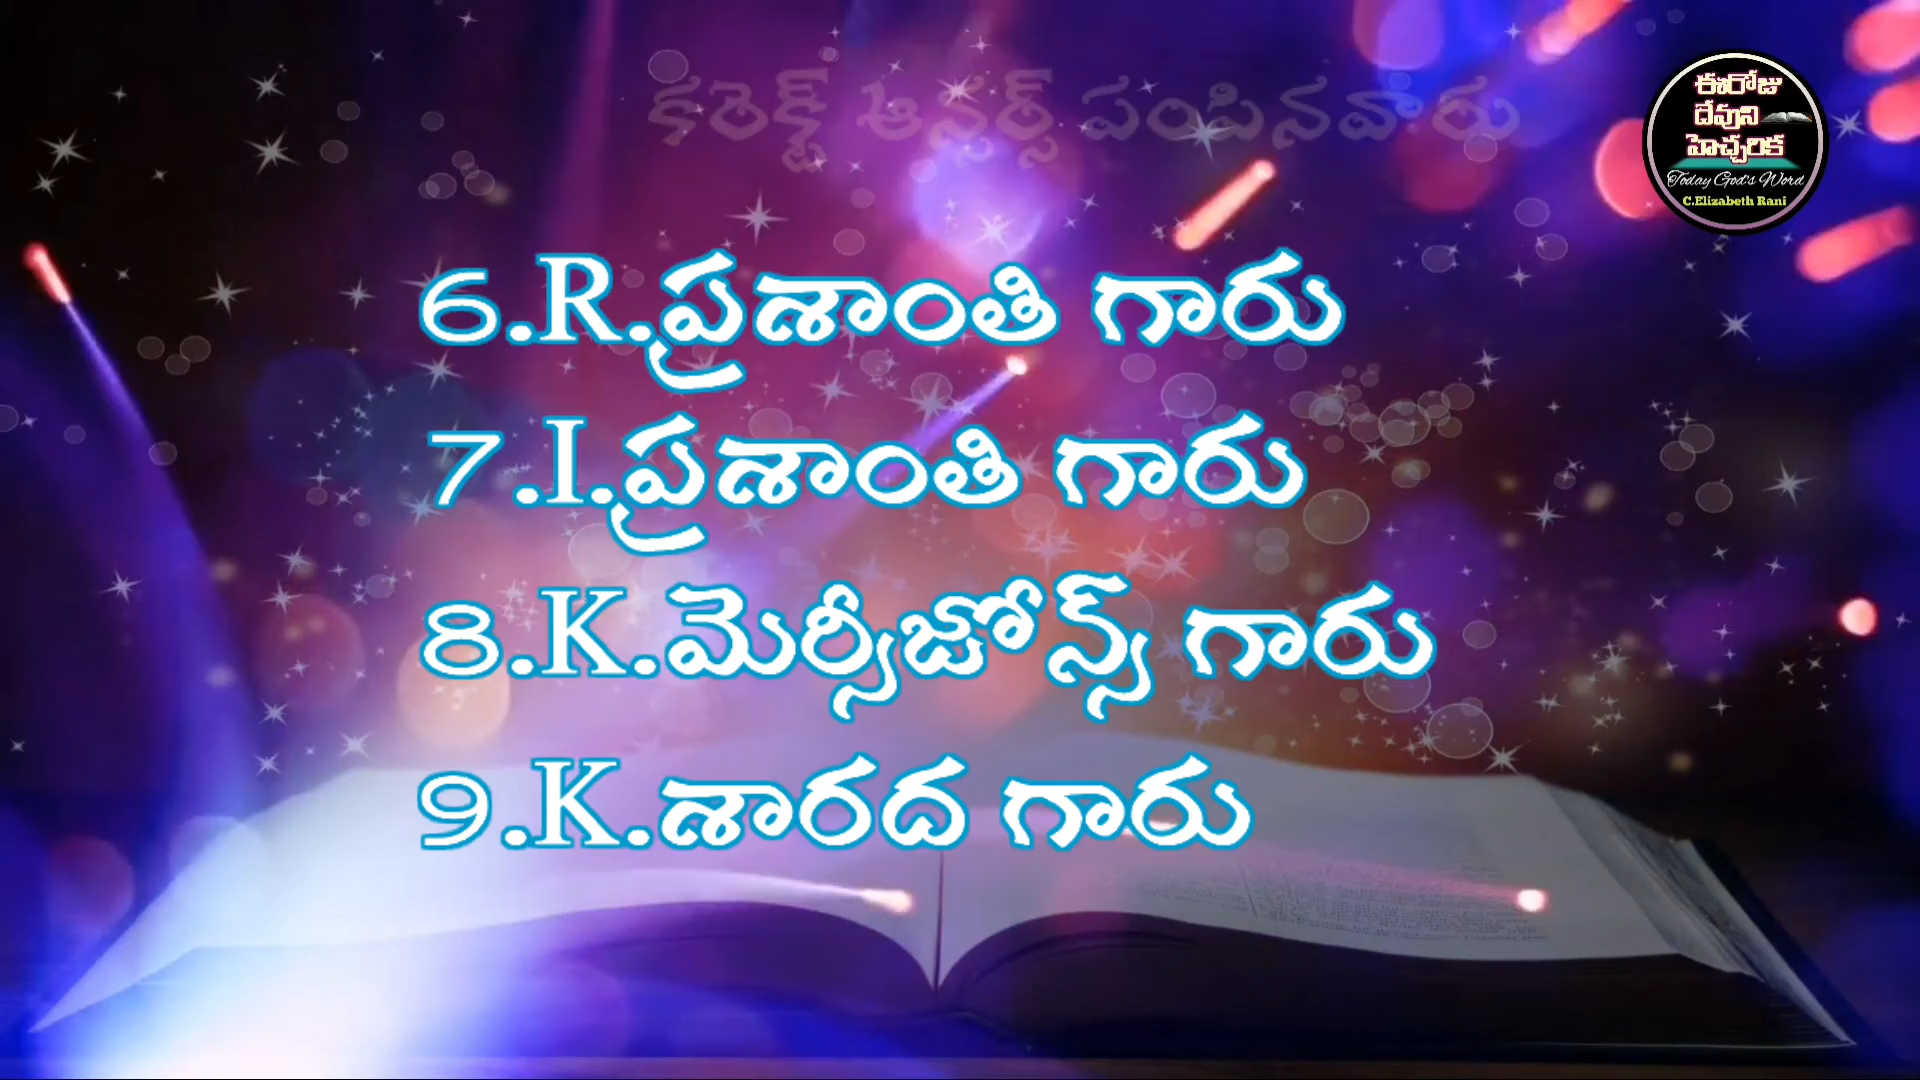 కరెక్ట్ ఆన్సర్స్ పంపినవారు
ఈరోజు
దేవుని
హెచ్చరిక
Today God's Word
C.Elizabeth Rani
6.R.ప్రశాంతి గారు
7.I.ప్రశాంతి గారు
8.K.మెర్సీజోన్స్ గారు
9.K.శారద గారు